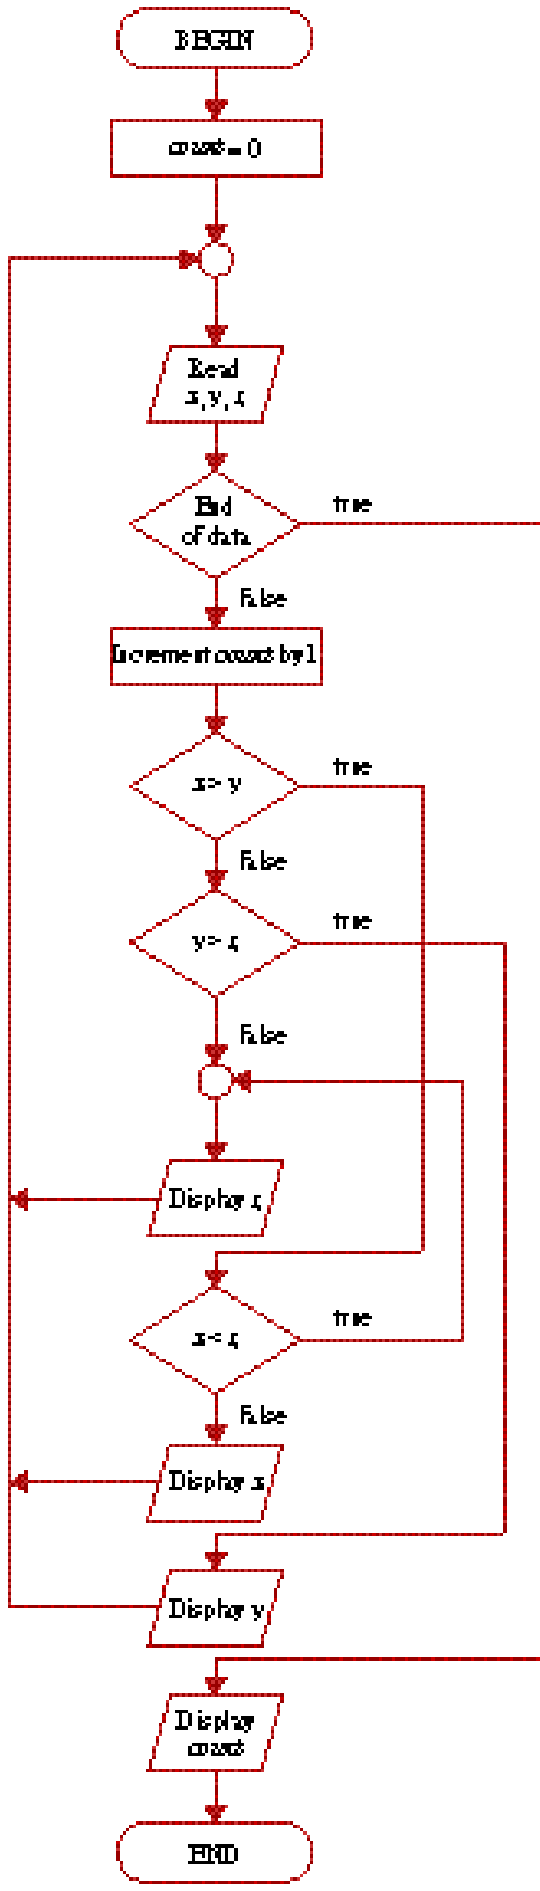 BEGIN
count = 0
Read
x, y, z
End
of data
true
False
Increment count by 1
x > y
true
False
y > z
true
False
Display z
x < z
true
False
Display x
Display y
Display
count
END